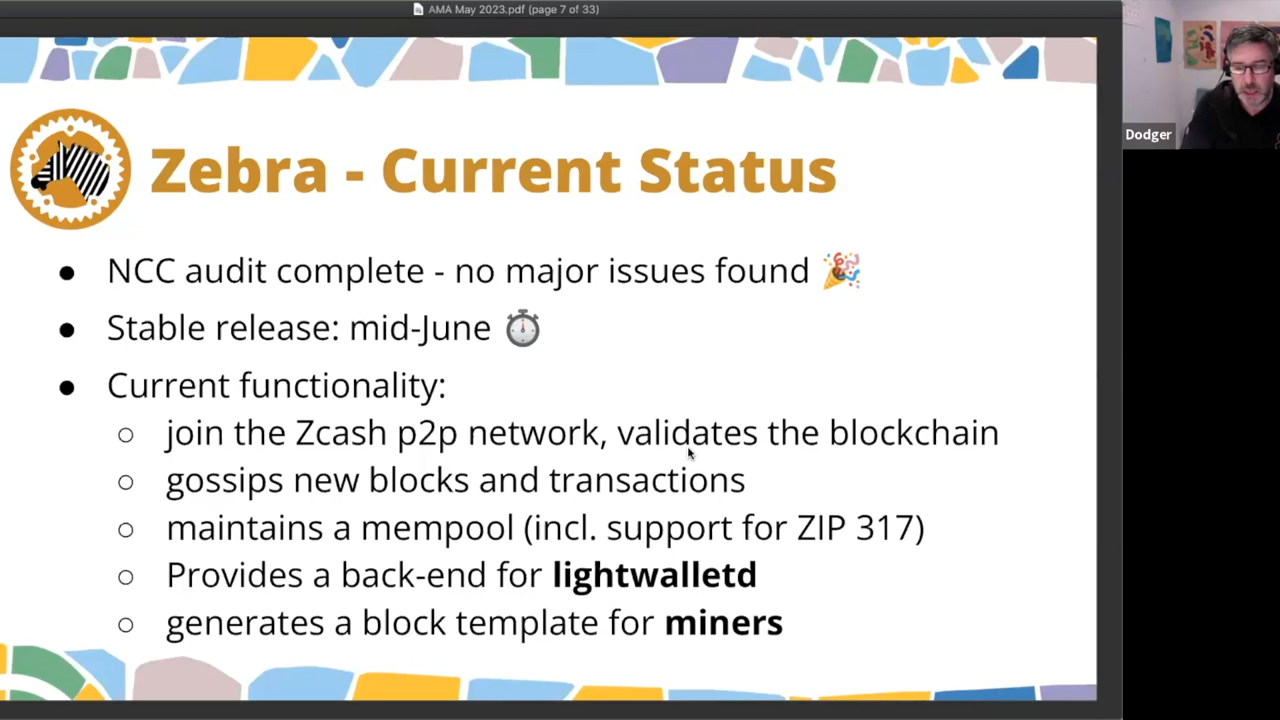 AMA May 2023.pdf (page 7 of 33)
Dodger
Zebra - Current Status
● NCC audit complete - no major issues found 🎉
● Stable release: mid-June ⏱️
● Current functionality:
○ join the Zcash p2p network, validates the blockchain
○ gossips new blocks and transactions
○ maintains a mempool (incl. support for ZIP 317)
○ Provides a back-end for lightwalletd
○ generates a block template for miners